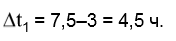 Δt₁ = 7,5–3 = 4,5 ч.